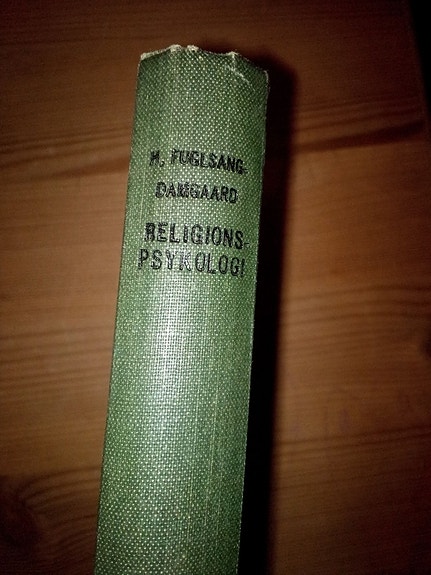 H. FUGLSANG-
DAMGAARD
RELIGIONS-
PSYKOLOGI